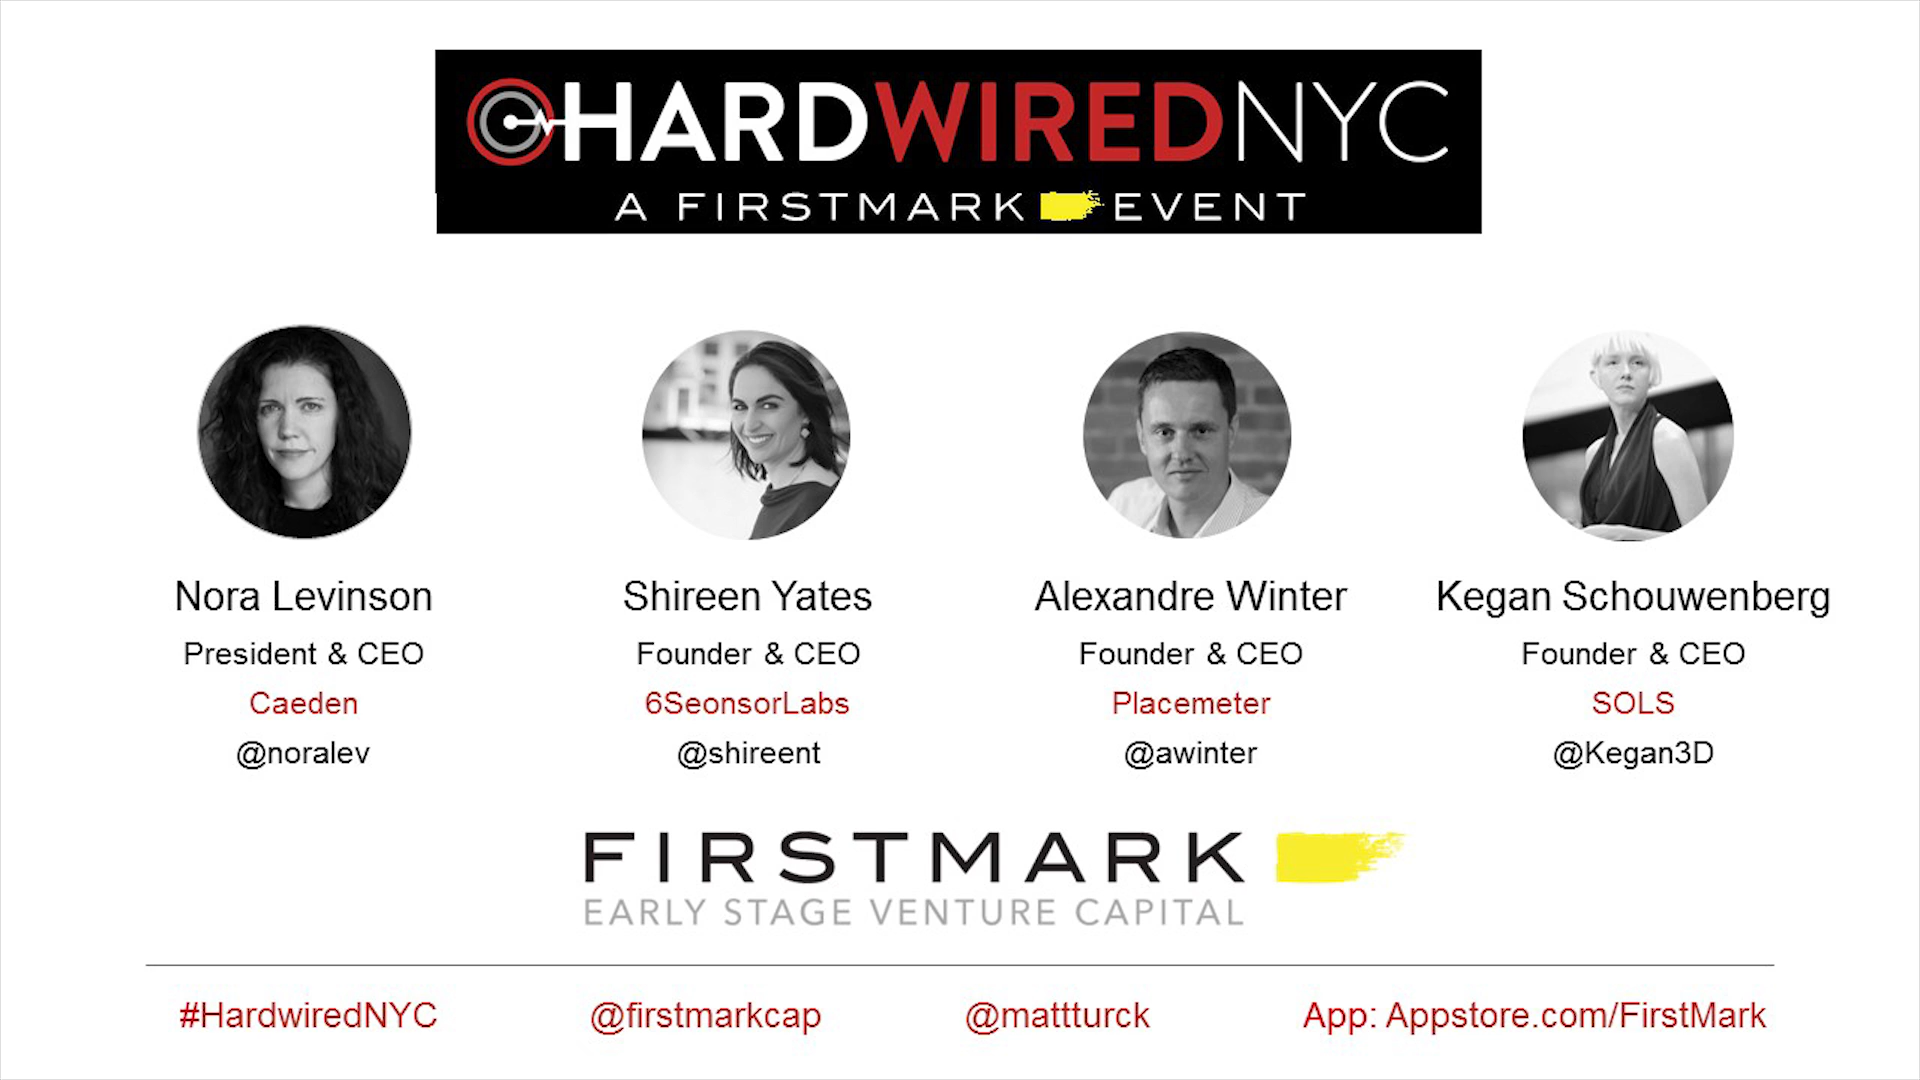 HARDWIREDNYC
A FIRSTMARK EVENT
Nora Levinson
President & CEO
Caeden
@noralev
Shireen Yates
Founder & CEO
6SeonsorLabs
@shireent
Alexandre Winter
Founder & CEO
Placemeter
@awinter
Kegan Schouwenberg
Founder & CEO
SOLS
@Kegan3D
FIRSTMARK
EARLY STAGE VENTURE CAPITAL
#HardwiredNYC
@firstmarkcap
@mattturck
App: Appstore.com/FirstMark